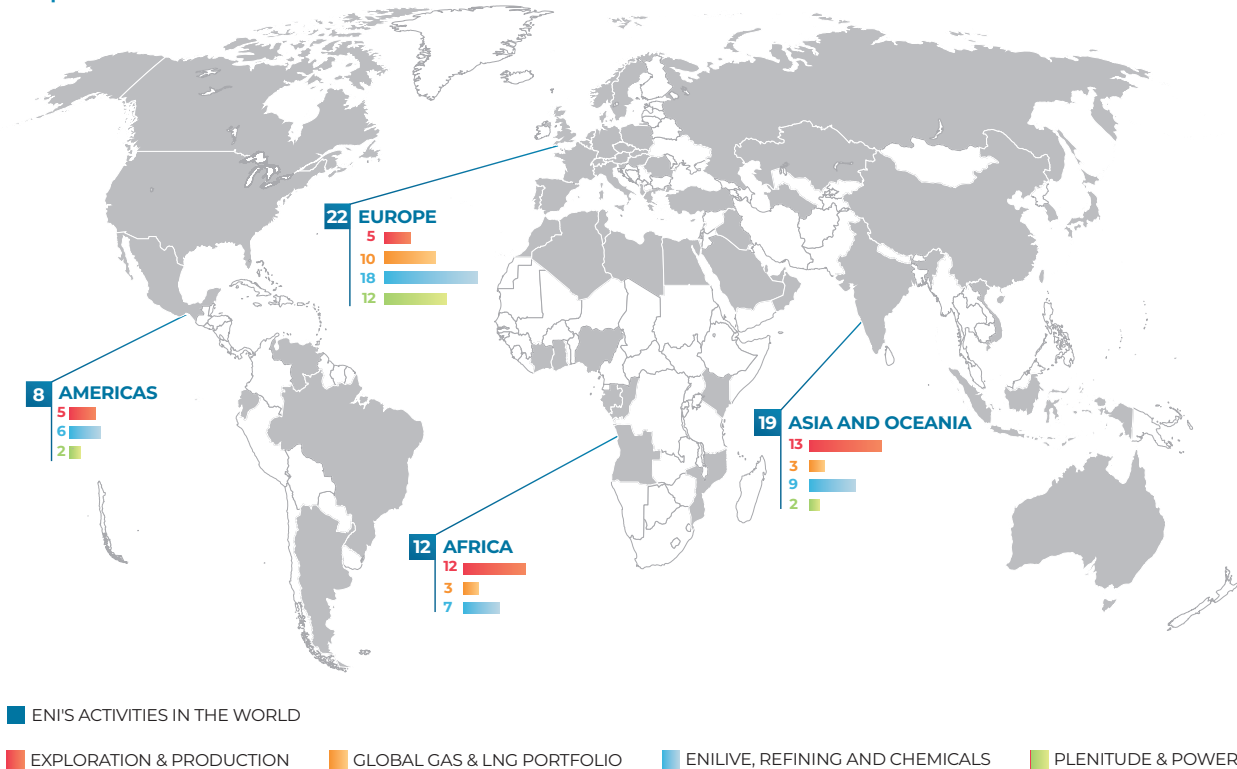 22 EUROPE
5
10
18
12
8 AMERICAS
5
6
2
19 ASIA AND OCEANIA
13
3
9
2
12 AFRICA
12
3
7
ENI'S ACTIVITIES IN THE WORLD
EXPLORATION & PRODUCTION GLOBAL GAS & LNG PORTFOLIO ENILIVE, REFINING AND CHEMICALS PLENITUDE & POWER